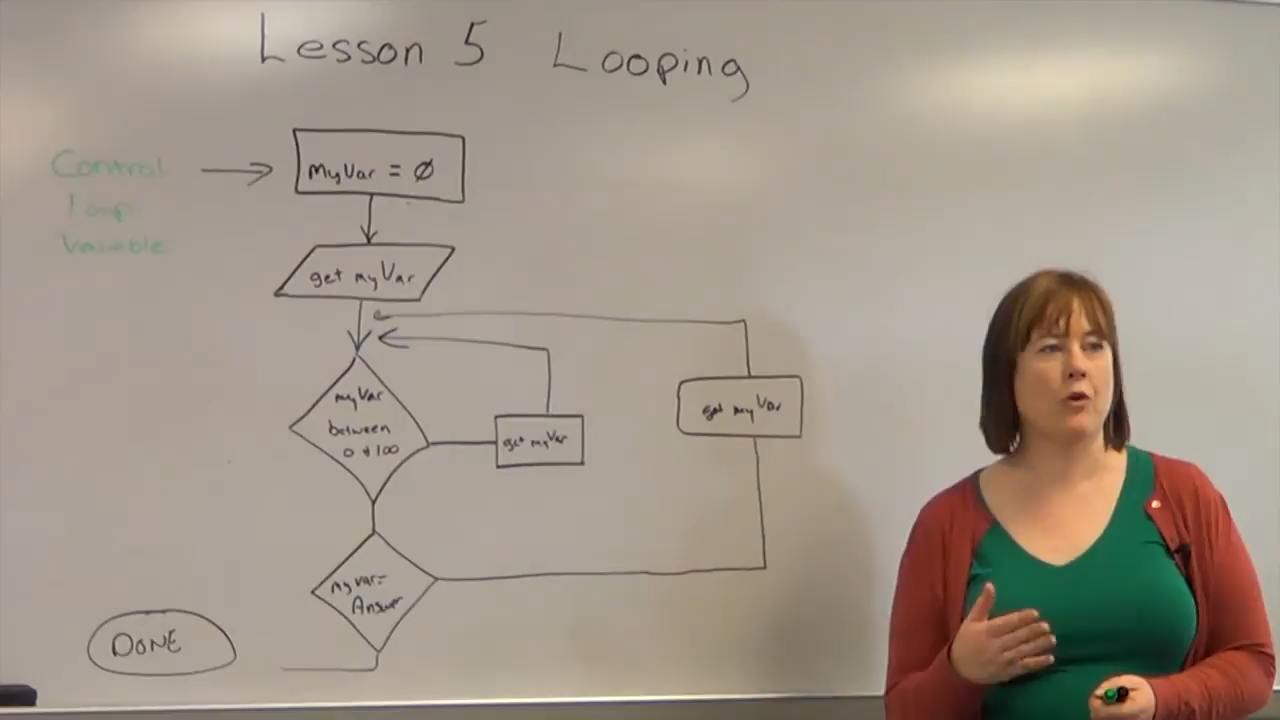 Lesson 5 Looping
Control
loop
Variable
myVar = Ø
get myVar
myVar
between
0 & 100
get myVar
get myVar
myVar=
Answer
DONE